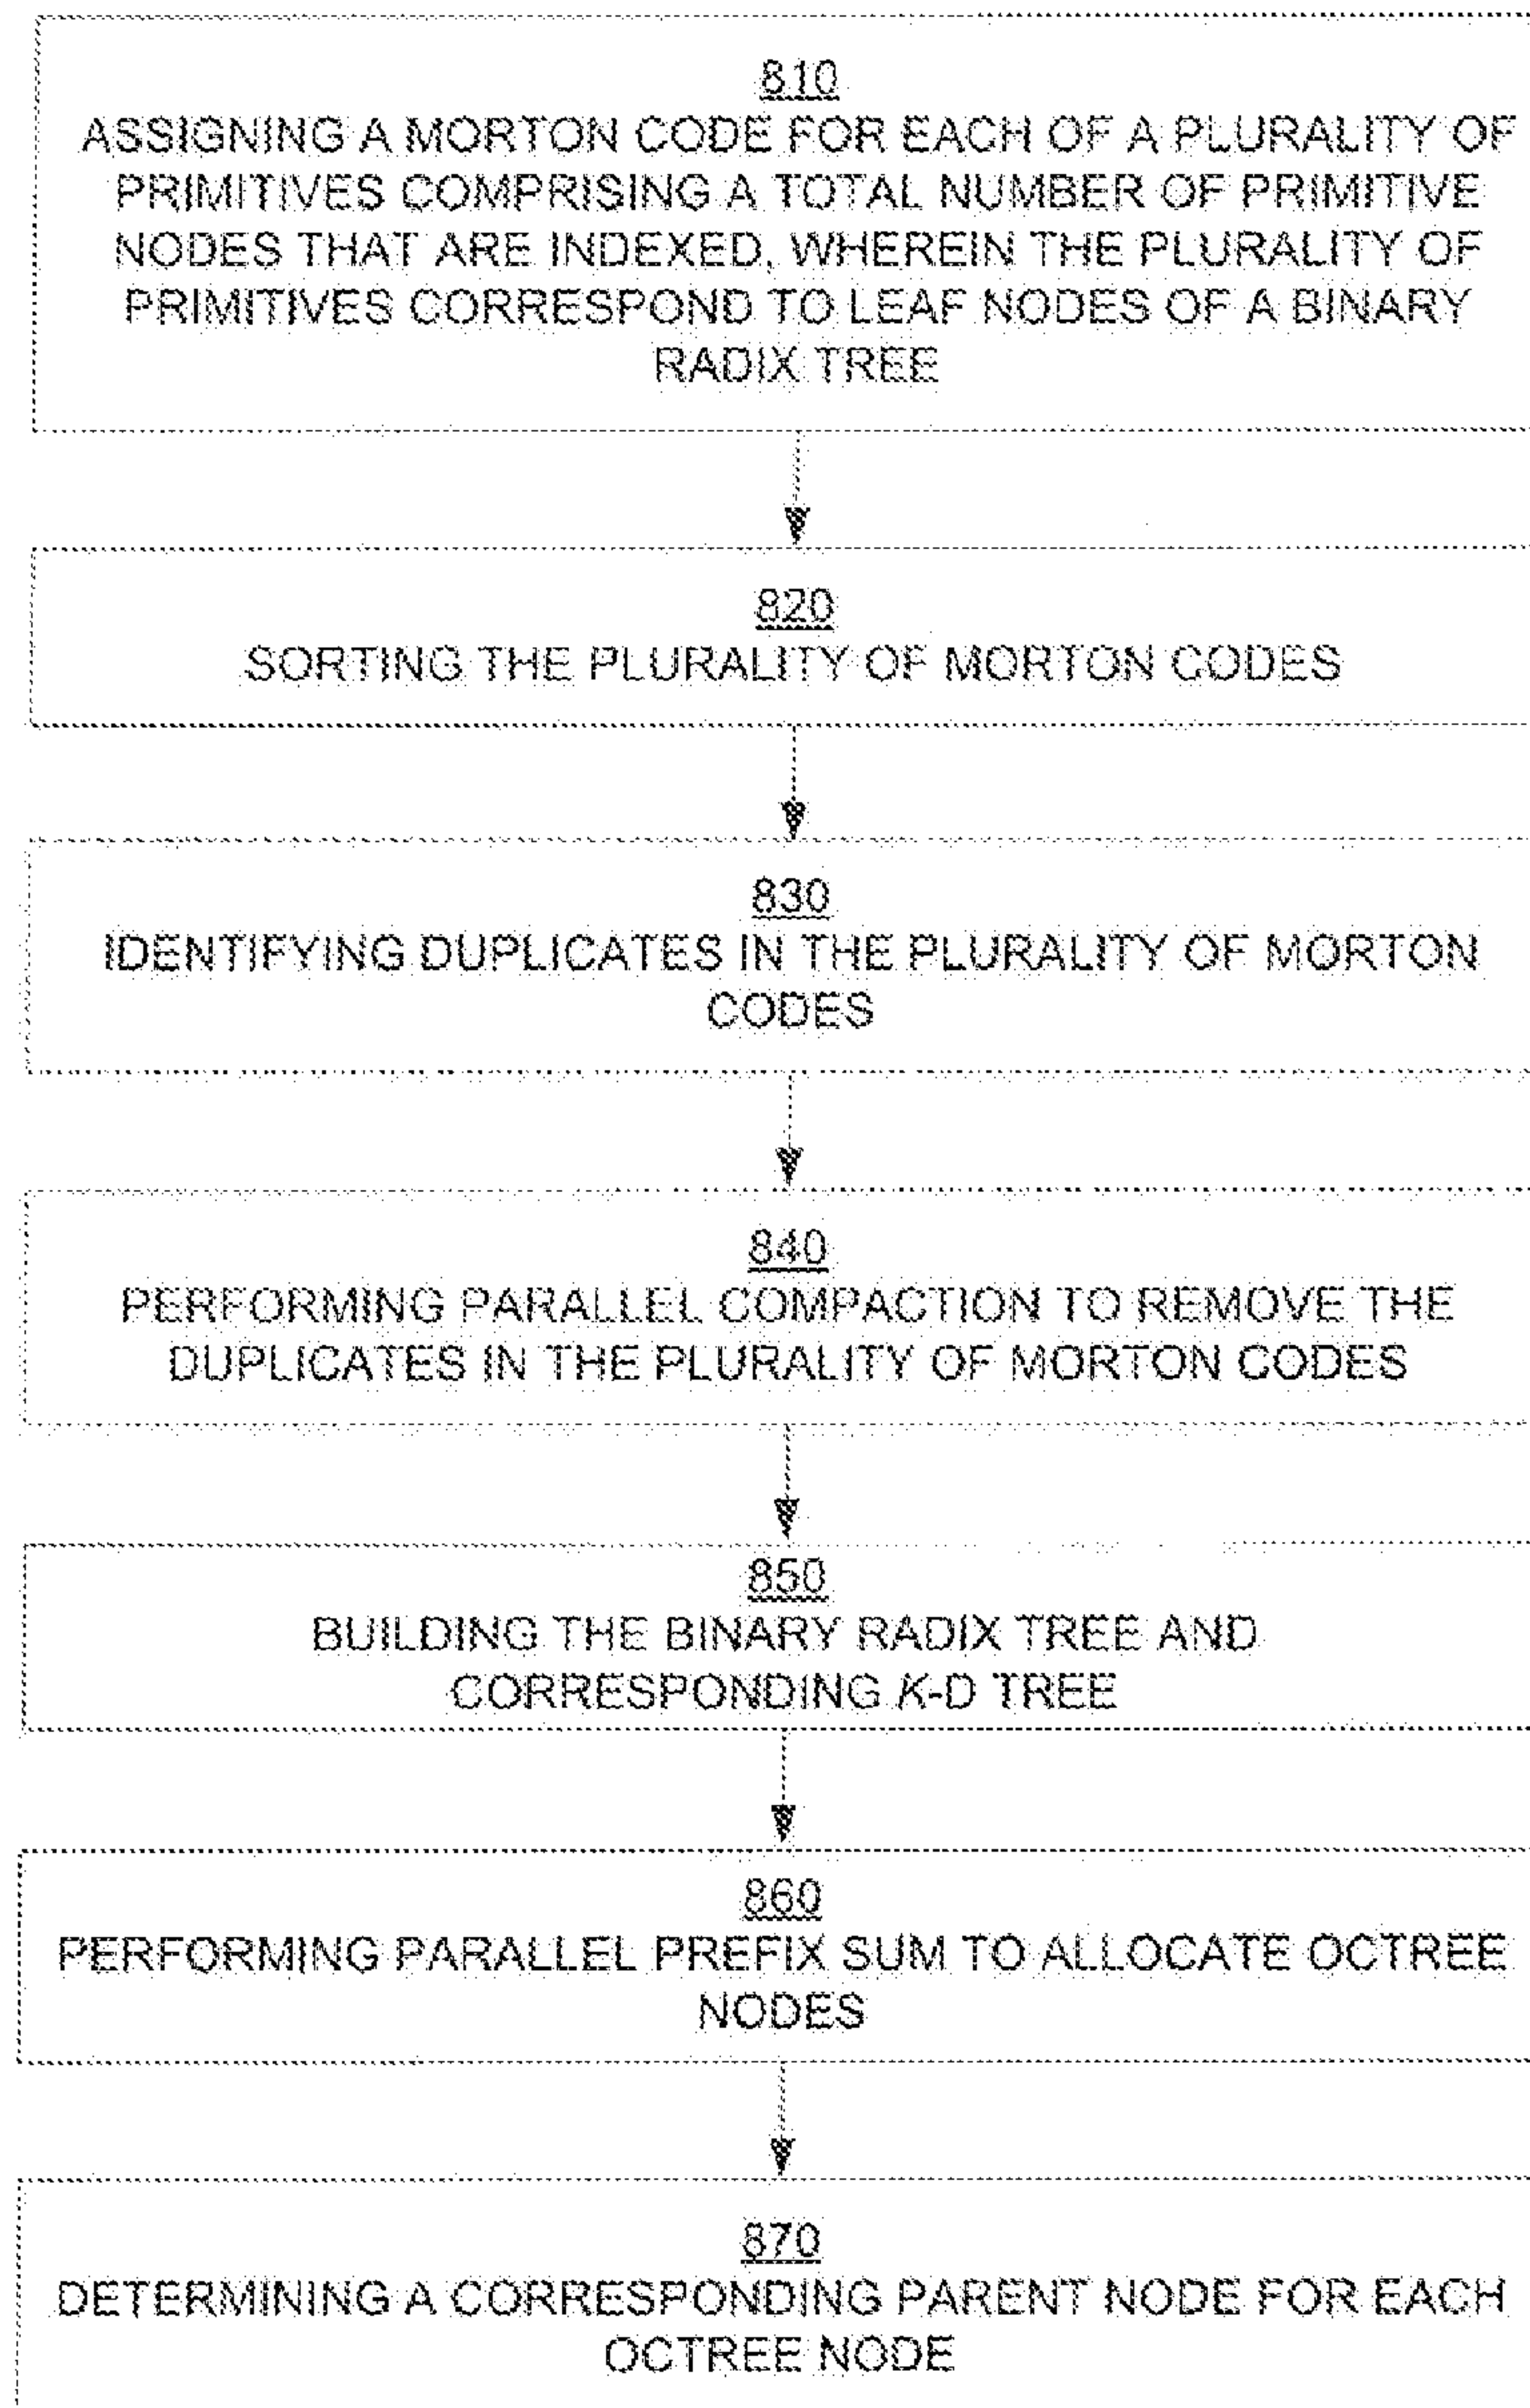 810
ASSIGNING A MORTON CODE FOR EACH OF A PLURALITY OF
PRIMITIVES COMPRISING A TOTAL NUMBER OF PRIMITIVE
NODES THAT ARE INDEXED, WHEREIN THE PLURALITY OF
PRIMITIVES CORRESPOND TO LEAF NODES OF A BINARY
RADIX TREE
820
SORTING THE PLURALITY OF MORTON CODES
830
IDENTIFYING DUPLICATES IN THE PLURALITY OF MORTON
CODES
840
PERFORMING PARALLEL COMPACTION TO REMOVE THE
DUPLICATES IN THE PLURALITY OF MORTON CODES
850
BUILDING THE BINARY RADIX TREE AND
CORRESPONDING K-D TREE
860
PERFORMING PARALLEL PREFIX SUM TO ALLOCATE OCTREE
NODES
870
DETERMINING A CORRESPONDING PARENT NODE FOR EACH
OCTREE NODE